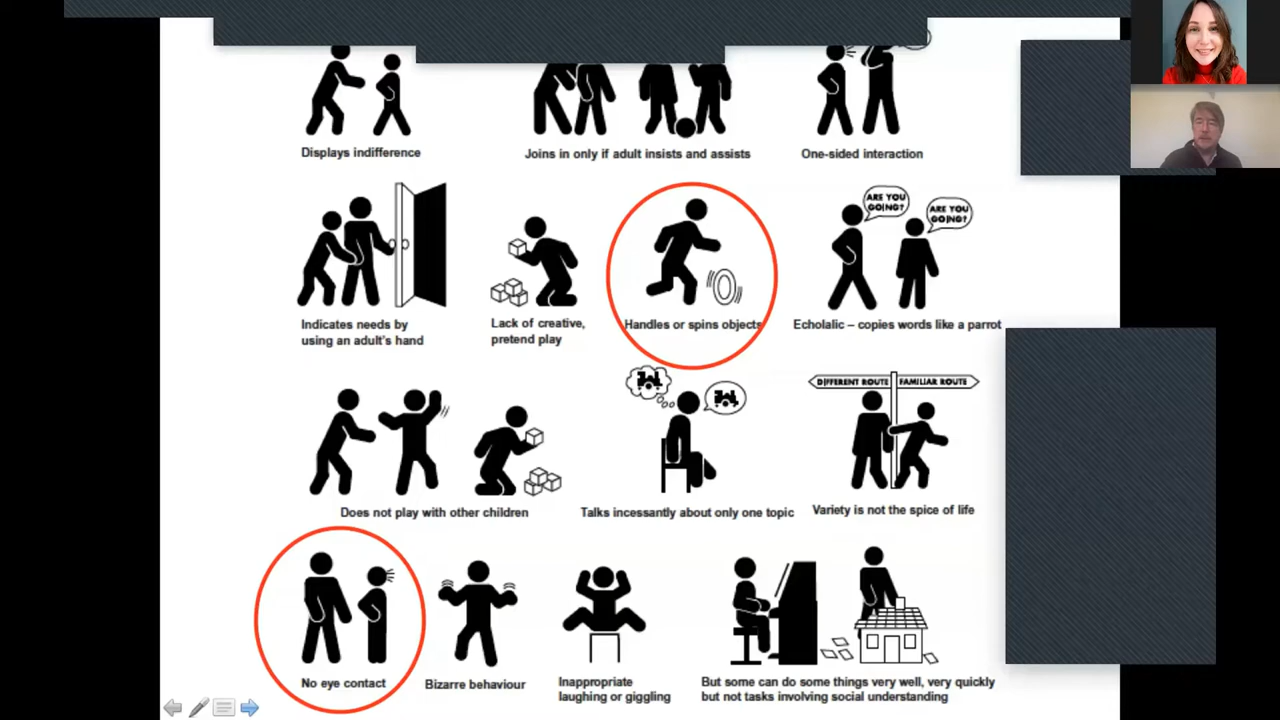 Displays indifference
Joins in only if adult insists and assists
One-sided interaction
ARE YOU
GOING?
ARE YOU
GOING?
Indicates needs by
using an adult's hand
Lack of creative,
pretend play
Handles or spins objects
Echolalic – copies words like a parrot
DIFFERENT ROUTE
FAMILIAR ROUTE
Does not play with other children
Talks incessantly about only one topic
Variety is not the spice of life
No eye contact
Bizarre behaviour
Inappropriate
laughing or giggling
But some can do some things very well, very quickly
but not tasks involving social understanding